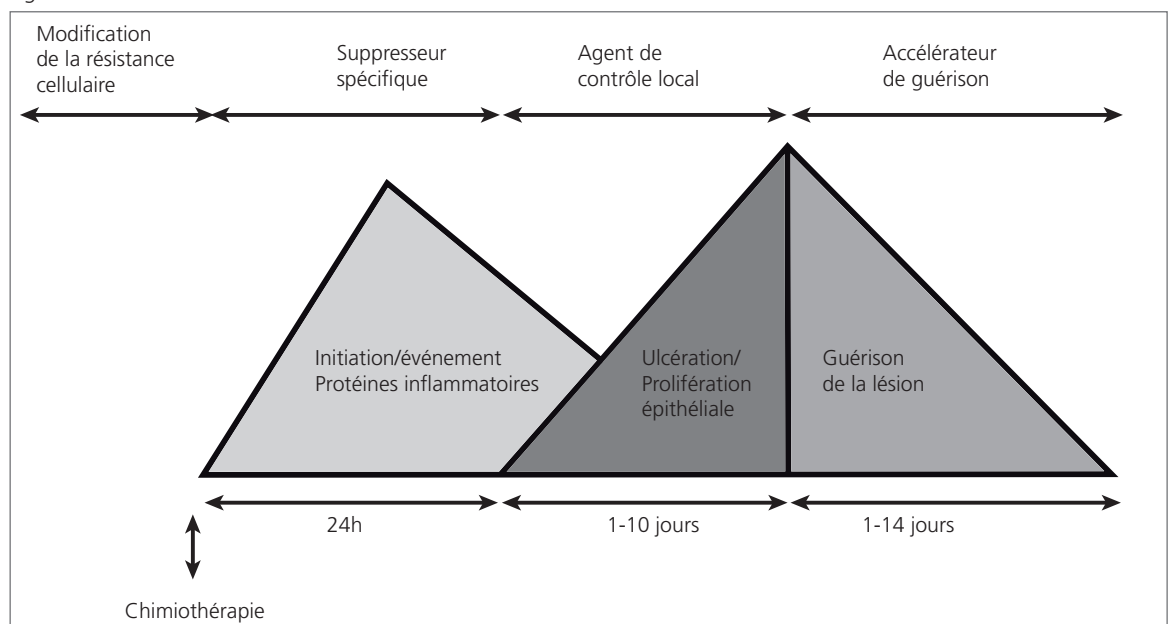 Modification
de la résistance
cellulaire
Suppresseur
spécifique
Agent de
contrôle local
Accélérateur
de guérison
Initiation/événement
Protéines inflammatoires
Ulcération/
Prolifération
épithéliale
Guérison
de la lésion
24h
1-10 jours
1-14 jours
Chimiothérapie